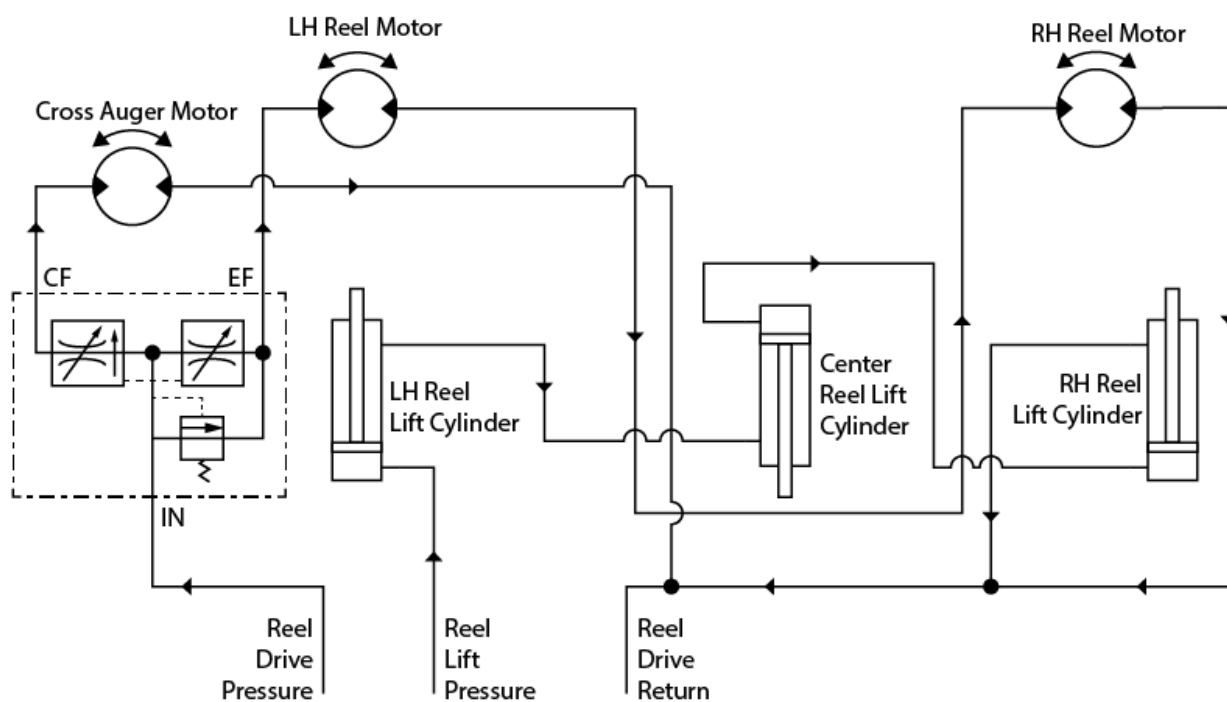 LH Reel Motor
RH Reel Motor
Cross Auger Motor
CF
EF
LH Reel
Lift Cylinder
Center
Reel Lift
Cylinder
RH Reel
Lift Cylinder
IN
Reel
Drive
Pressure
Reel
Lift
Pressure
Reel
Drive
Return